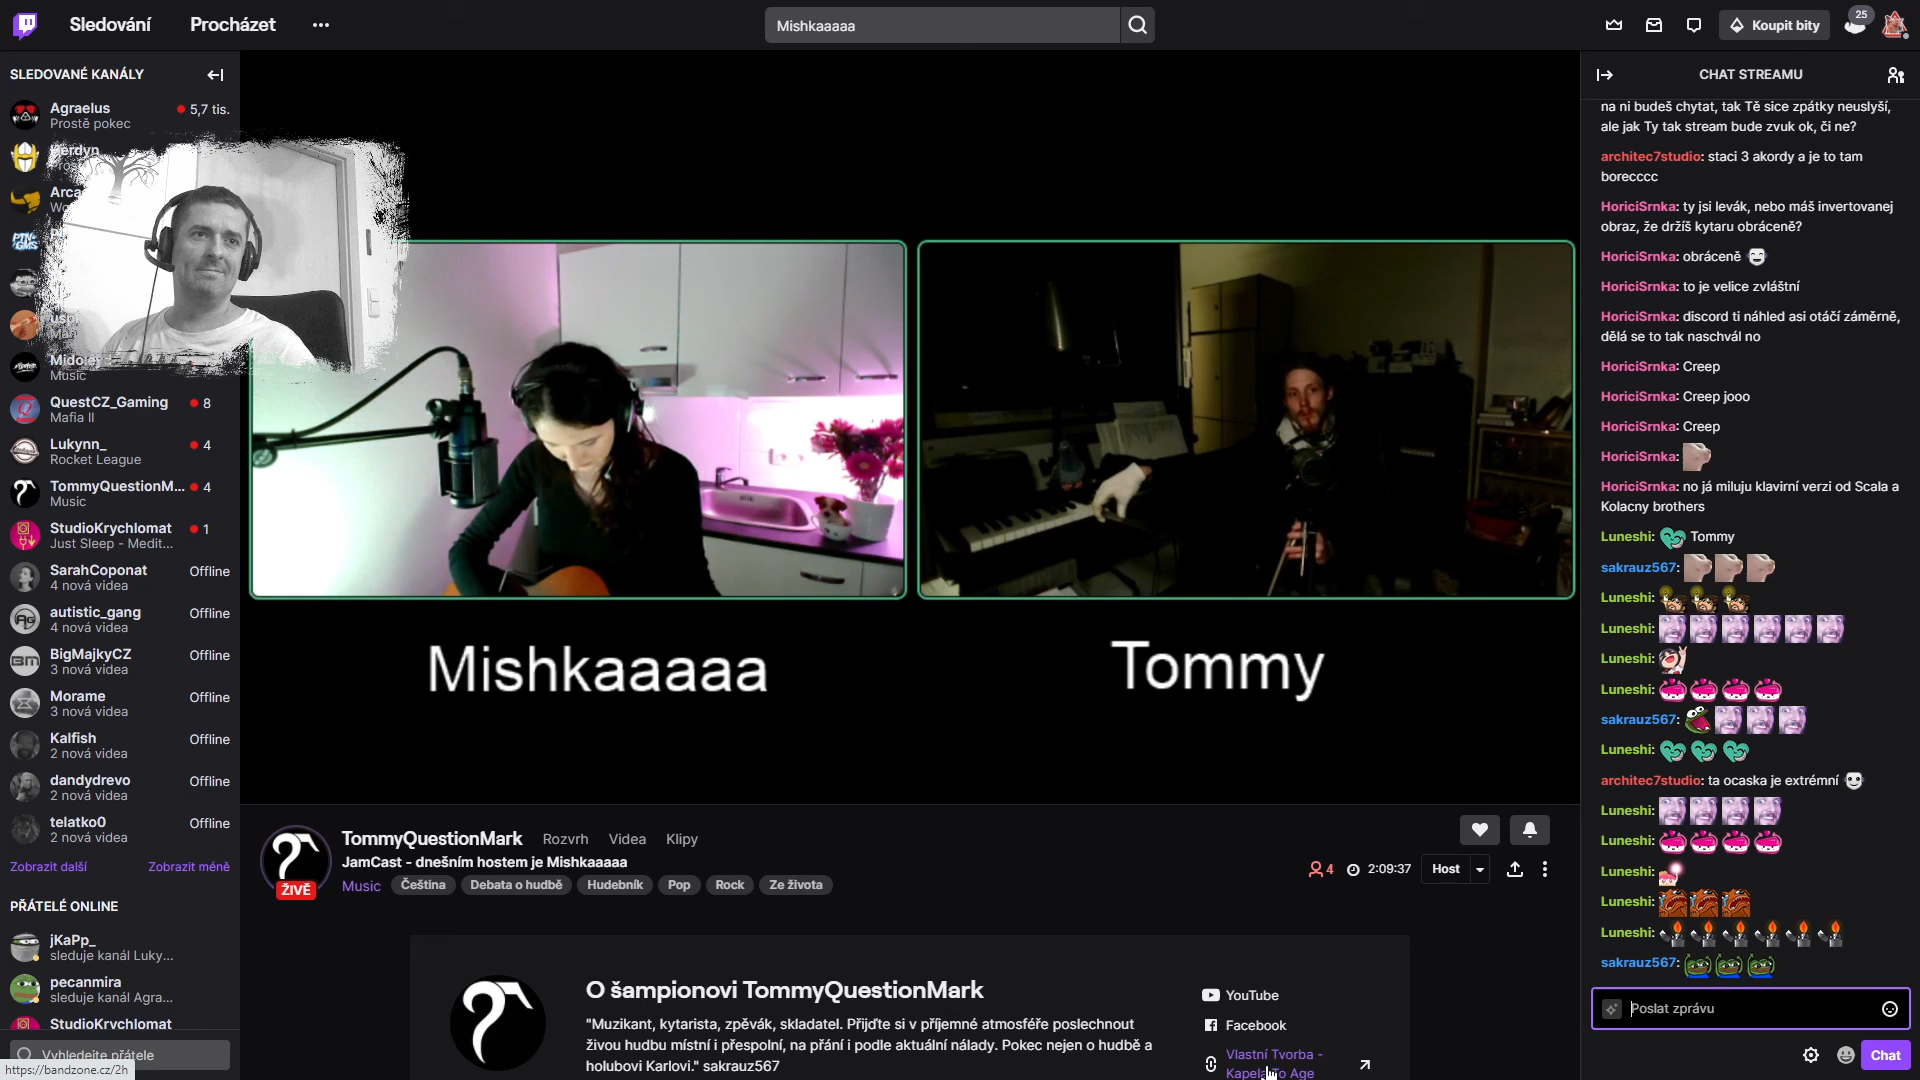 Sledování
Procházet
Mishkaaaaa
Koupit bity
25
SLEDOVANÉ KANÁLY
Agraelus
5,7 tis.
Prostě pokec
Herdyn
Midojer
Music
QuestCZ_Gaming
8
Mafia II
Lukynn_
4
Rocket League
TommyQuestionM...
4
Music
StudioKrychlomat
1
Just Sleep - Medit...
SarahCoponat
Offline
4 nová videa
autistic_gang
Offline
4 nová videa
BigMajkyCZ
Offline
3 nová videa
Morame
Offline
3 nová videa
Kalfish
Offline
2 nová videa
dandydrevo
Offline
2 nová videa
telatko0
Offline
2 nová videa
Zobrazit další
Zobrazit méně
PŘÁTELÉ ONLINE
jKaPp_
sleduje kanál Luky...
pecanmira
sleduje kanál Agra...
StudioKrychlomat
Vyhledejte přátele
https://bandzone.cz/2h
Mishkaaaaa
Tommy
TommyQuestionMark
Rozvrh
Videa
Klipy
JamCast - dnešním hostem je Mishkaaaaa
ŽIVĚ
Music
Čeština
Debata o hudbě
Hudebník
Pop
Rock
Ze života
4
2:09:37
Host
O šampionovi TommyQuestionMark
"Muzikant, kytarista, zpěvák, skladatel. Přijďte si v příjemné atmosféře poslechnout
živou hudbu místní i přespolní, na přání i podle aktuální nálady. Pokec nejen o hudbě a
holubovi Karlovi." sakrauz567
YouTube
Facebook
Vlastní Tvorba -
Kapela To Age
CHAT STREAMU
na ni budeš chytat, tak Tě sice zpátky neuslyší,
ale jak Ty tak stream bude zvuk ok, či ne?
architec7studio: staci 3 akordy a je to tam
borecccc
HoriciSrnka: ty jsi levák, nebo máš invertovanej
obraz, že držíš kytaru obráceně?
HoriciSrnka: obráceně
HoriciSrnka: to je velice zvláštní
HoriciSrnka: discord ti náhled asi otáčí záměrně,
dělá se to tak naschvál no
HoriciSrnka: Creep
HoriciSrnka: Creep jooo
HoriciSrnka: Creep
HoriciSrnka:
HoriciSrnka: no já miluju klavirní verzi od Scala a
Kolacny brothers
Luneshi: Tommy
sakrauz567:
Luneshi:
Luneshi:
Luneshi:
Luneshi:
sakrauz567:
Luneshi:
architec7studio: ta ocaska je extrémní
Luneshi:
Luneshi:
Luneshi:
Luneshi:
Luneshi:
sakrauz567:
Poslat zprávu
Chat